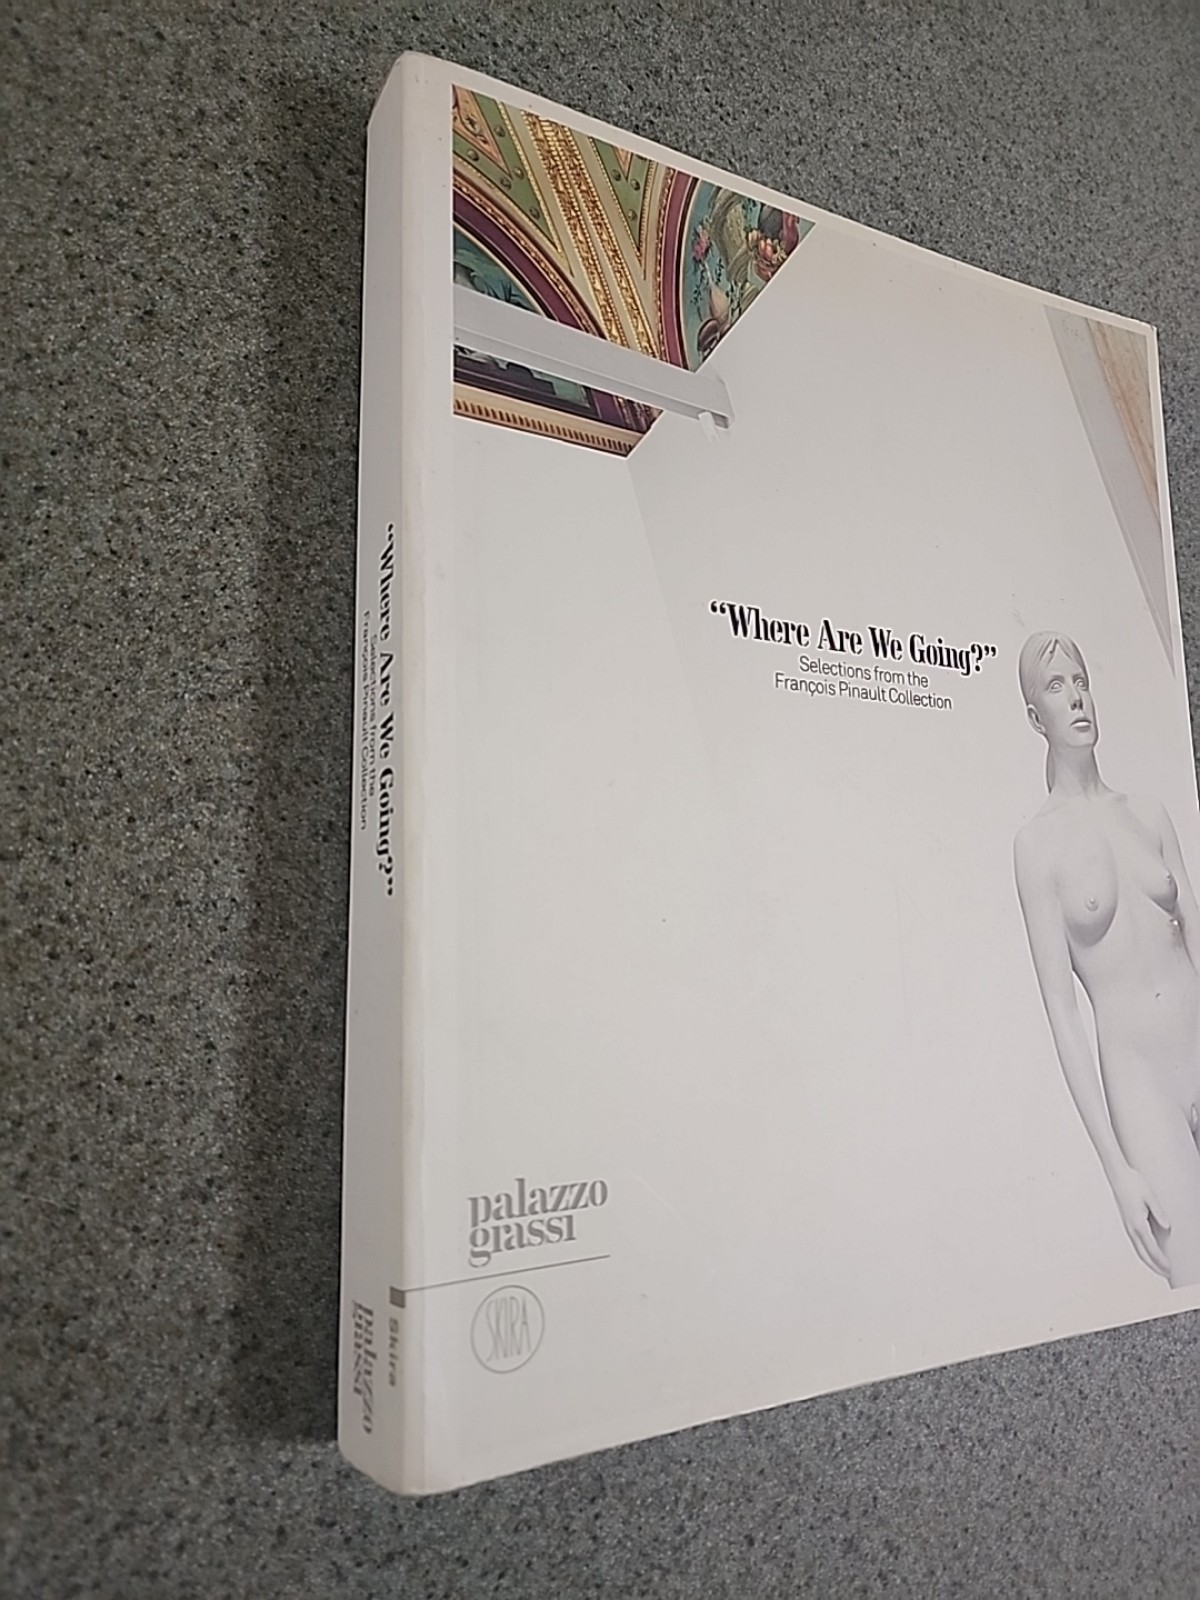 “Where Are We Going?”
Selections from the
François Pinault Collection
palazzo
grassi
SKIRA
“Where Are We Going?”
Selections from the
François Pinault Collection
Skira
palazzo
grassi